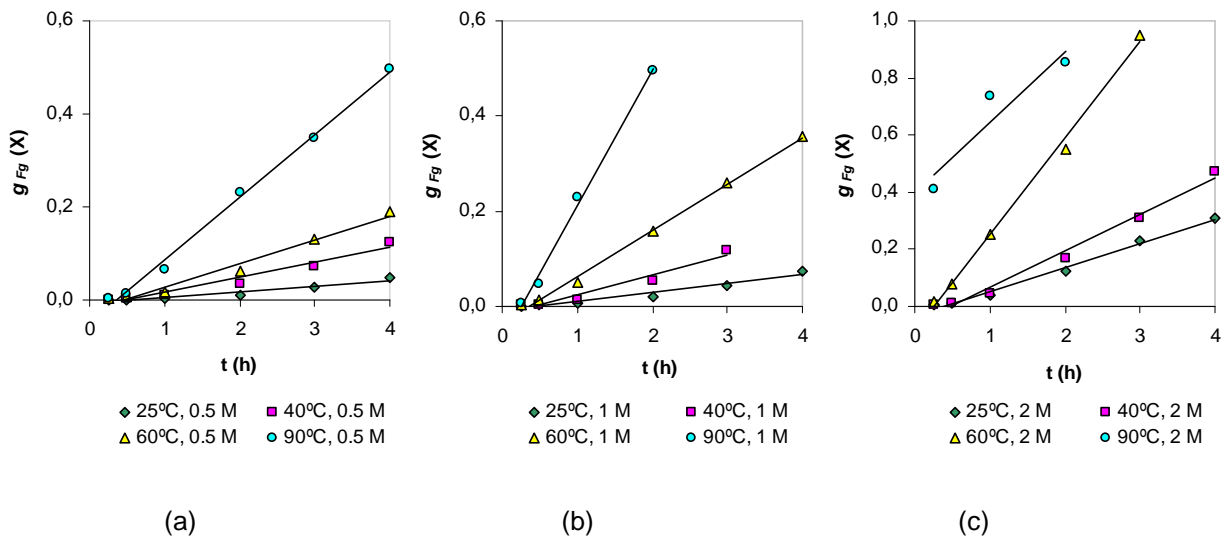 0,6
0,4
0,2
0,0
g Fg (X)
0 1 2 3 4
t (h)
25ºC, 0.5 M 40ºC, 0.5 M
60ºC, 0.5 M 90ºC, 0.5 M
(a)
0,6
0,4
0,2
0,0
g Fg (X)
0 1 2 3 4
t (h)
25ºC, 1 M 40ºC, 1 M
60ºC, 1 M 90ºC, 1 M
(b)
1,0
0,8
0,6
0,4
0,2
0,0
g Fg (X)
0 1 2 3 4
t (h)
25ºC, 2 M 40ºC, 2 M
60ºC, 2 M 90ºC, 2 M
(c)